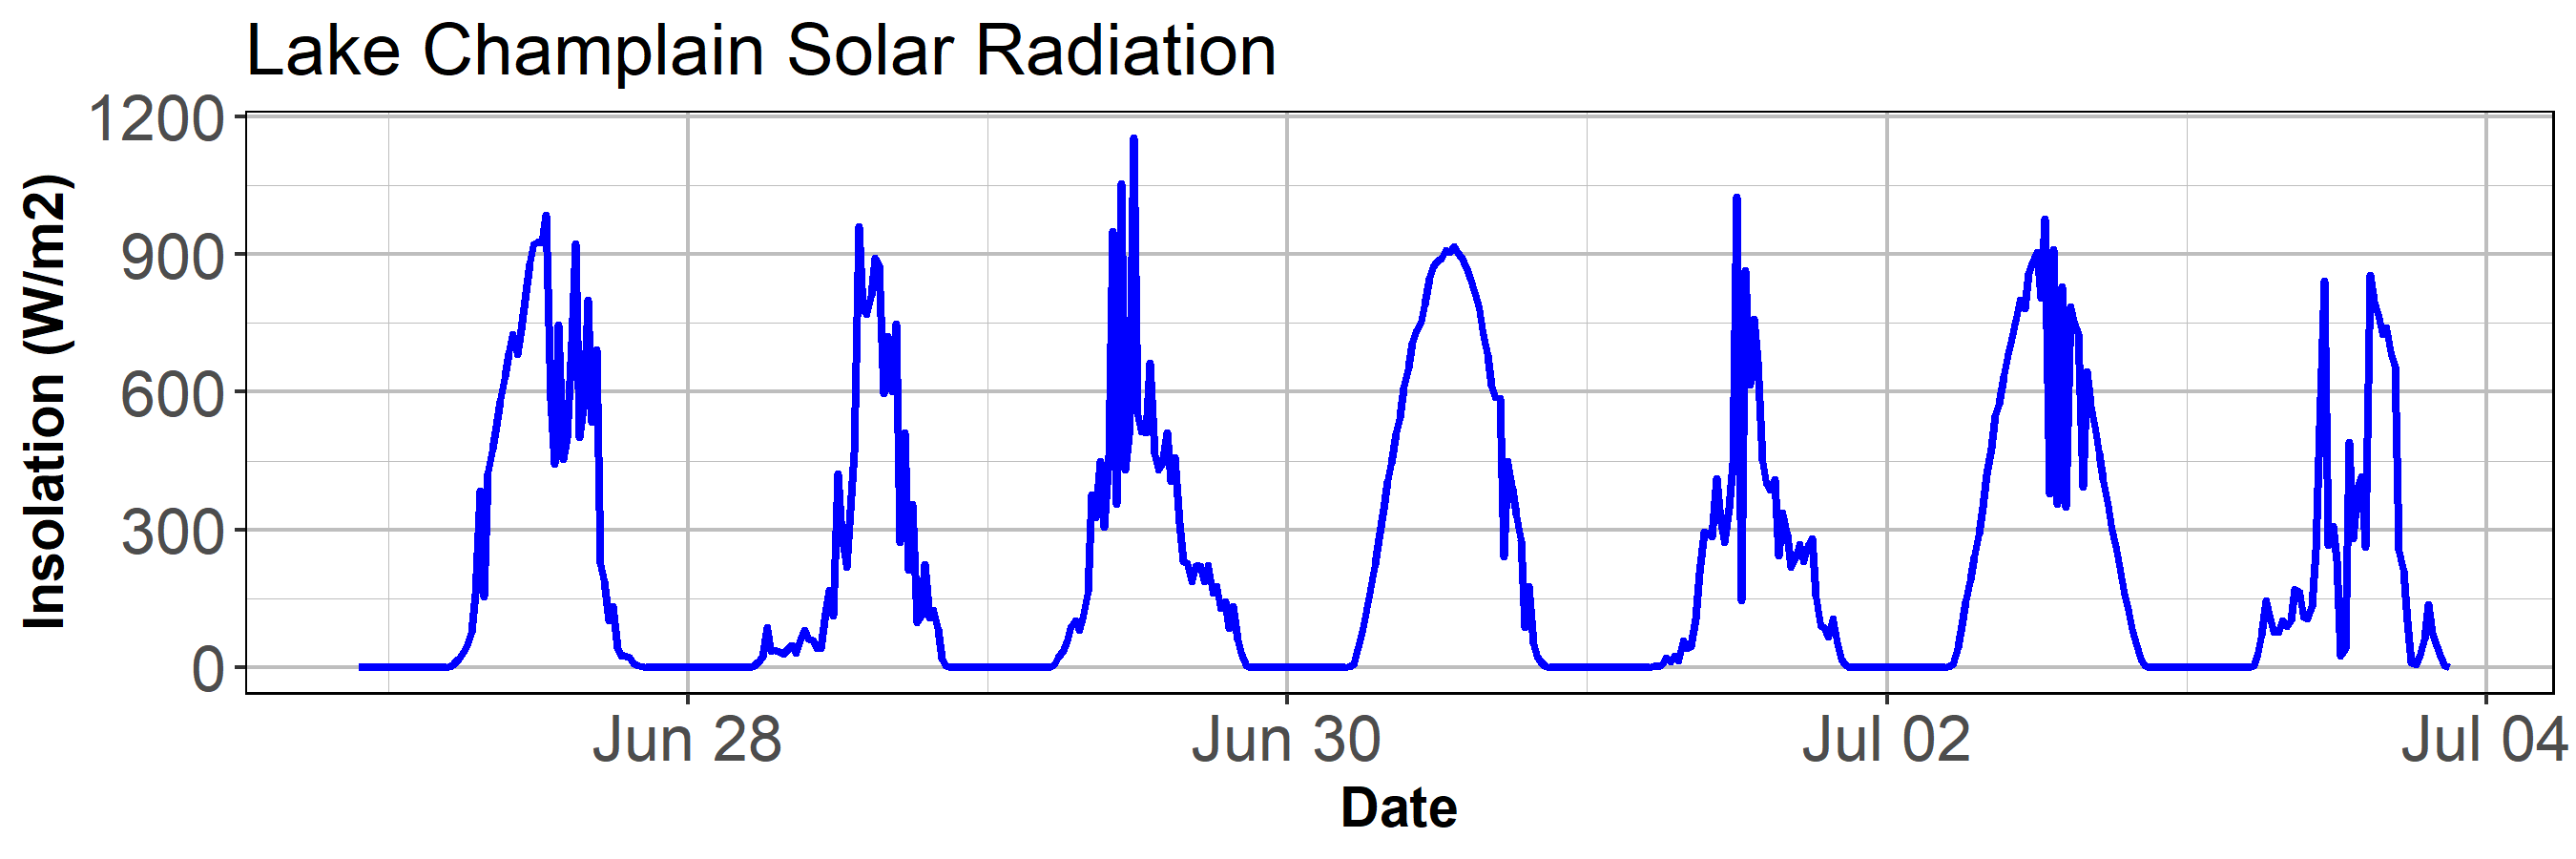 Lake Champlain Solar Radiation
1200
900
600
300
0
Insolation (W/m2)
Jun 28 Jun 30 Jul 02 Jul 04
Date